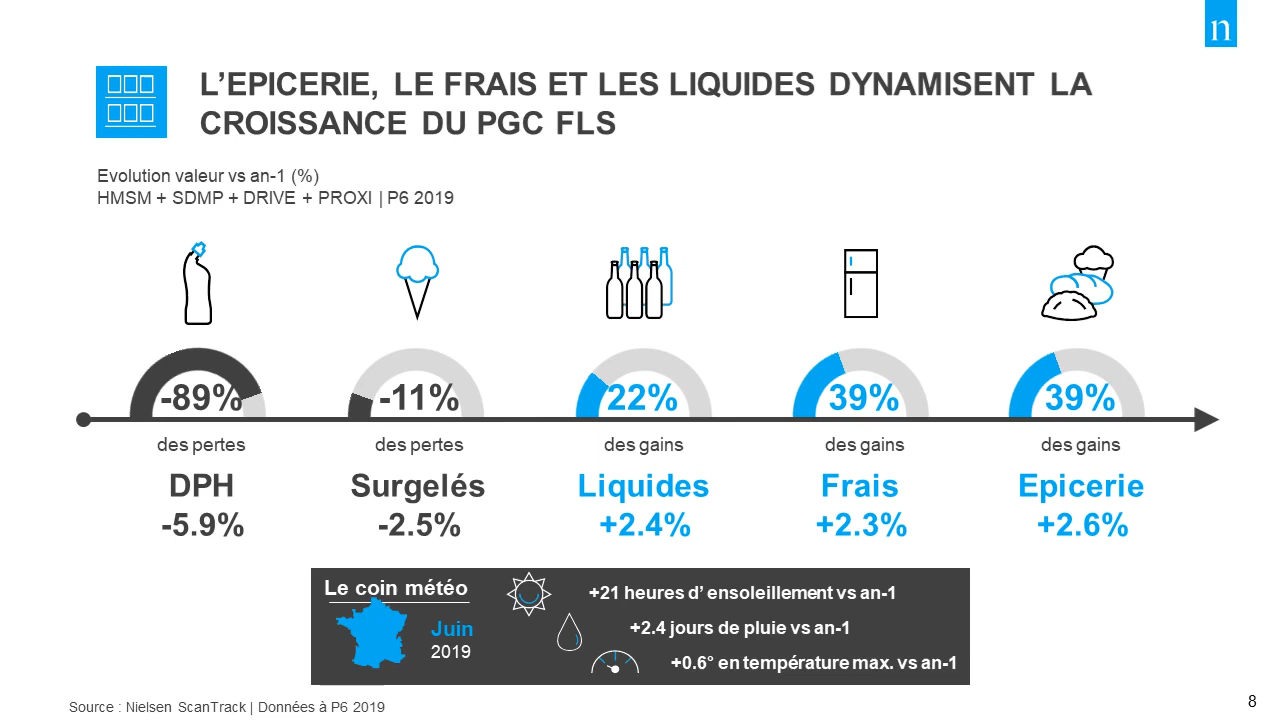 n
L’EPICERIE, LE FRAIS ET LES LIQUIDES DYNAMISENT LA
CROISSANCE DU PGC FLS
Evolution valeur vs an-1 (%)
HMSM + SDMP + DRIVE + PROXI | P6 2019
-89% -11% 22% 39% 39%
des pertes des pertes des gains des gains des gains
DPH Surgelés Liquides Frais Epicerie
-5.9% -2.5% +2.4% +2.3% +2.6%
Le coin météo
Juin
2019
+21 heures d’ ensoleillement vs an-1
+2.4 jours de pluie vs an-1
+0.6° en température max. vs an-1
Source : Nielsen ScanTrack | Données à P6 2019
8